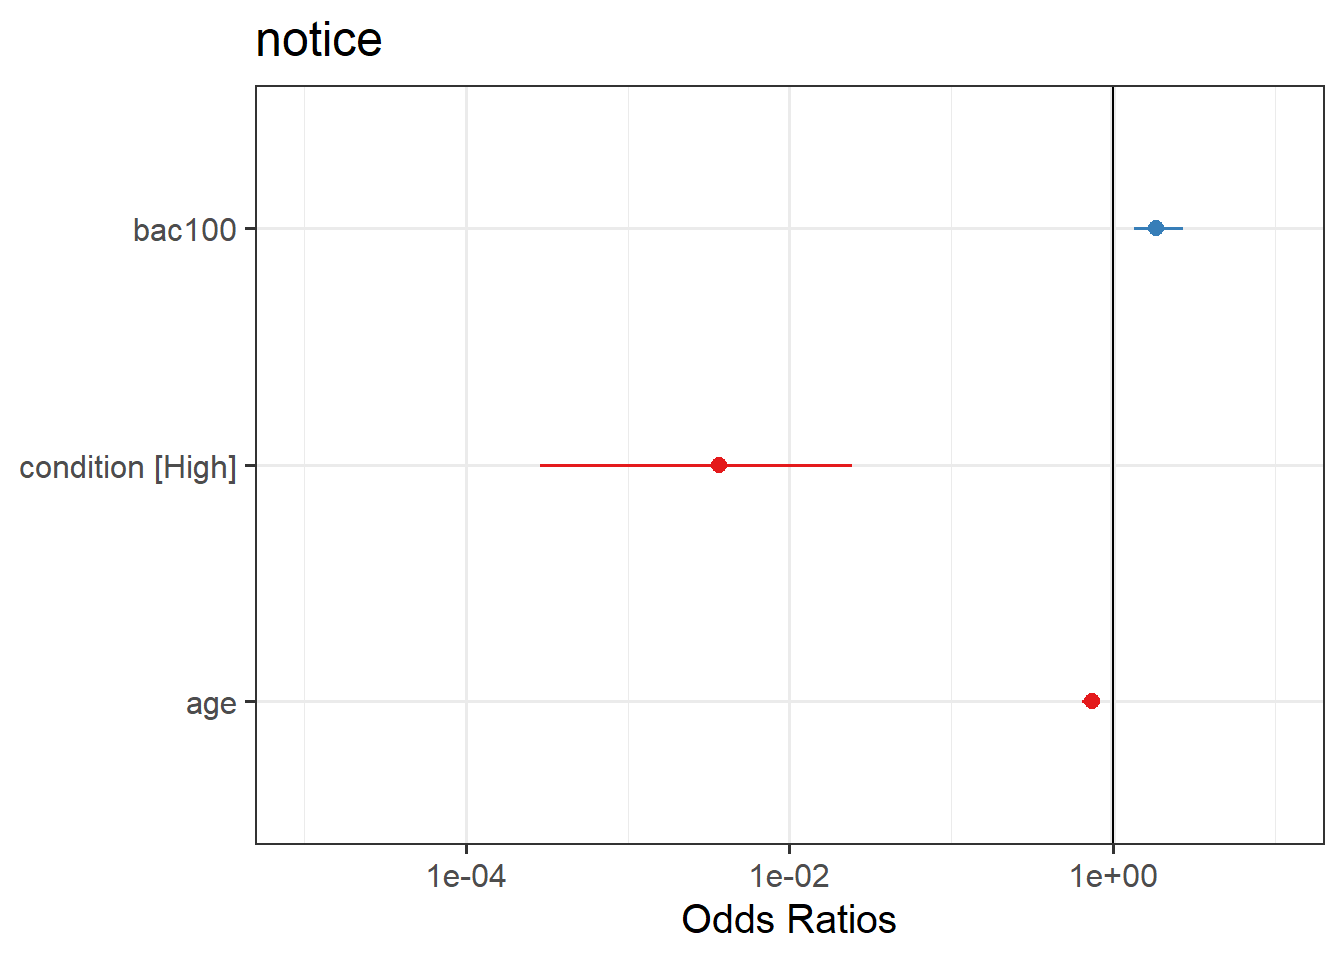 notice
bac100
condition [High]
age
1e-04 1e-02 1e+00
Odds Ratios